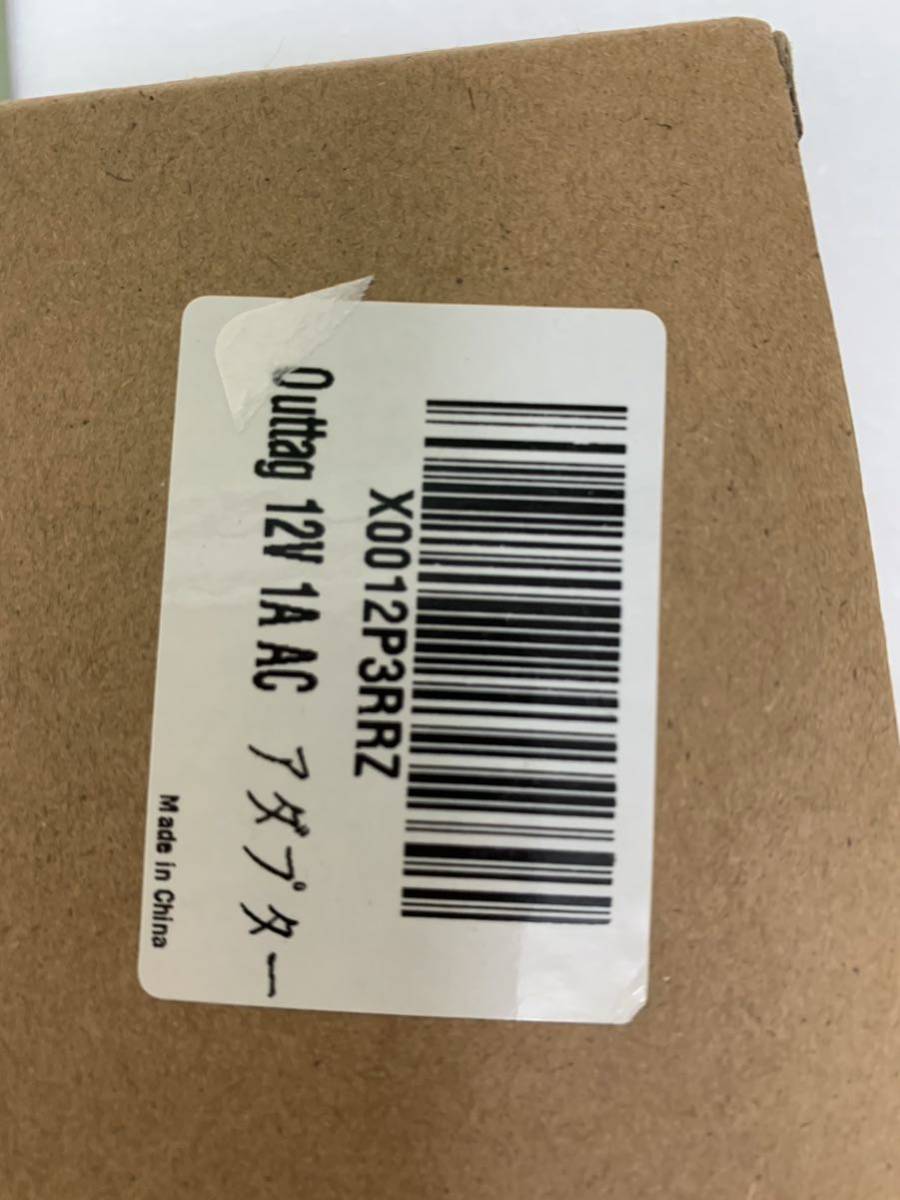 X0012P3RRZ
Outtag 12V 1A AC アダプター
Made in China